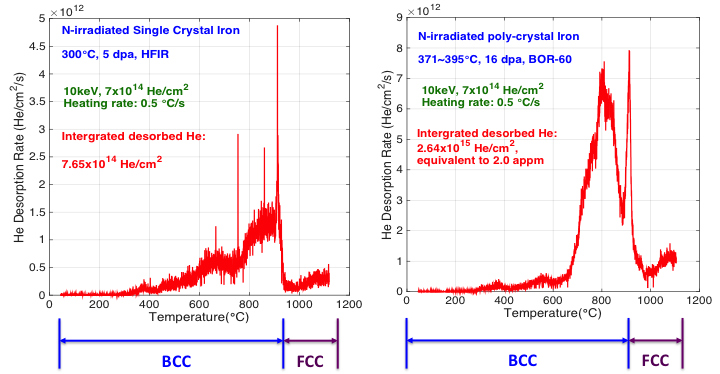 ×10¹²
N-irradiated Single Crystal Iron
300°C, 5 dpa, HFIR
10keV, 7x10¹⁴ He/cm²
Heating rate: 0.5 °C/s
Intergrated desorbed He:
7.65x10¹⁴ He/cm²
He Desorption Rate (He/cm²/s)
5
4.5
4
3.5
3
2.5
2
1.5
1
0.5
0
0 200 400 600 800 1000 1200
Temperature(°C)
BCC
FCC
×10¹²
N-irradiated poly-crystal Iron
371~395°C, 16 dpa, BOR-60
10keV, 7x10¹⁴ He/cm²
Heating rate: 0.5 °C/s
Intergrated desorbed He:
2.64x10¹⁵ He/cm²,
equivalent to 2.0 appm
He Desorption Rate (He/cm²/s)
9
8
7
6
5
4
3
2
1
0
0 200 400 600 800 1000 1200
Temperature(°C)
BCC
FCC